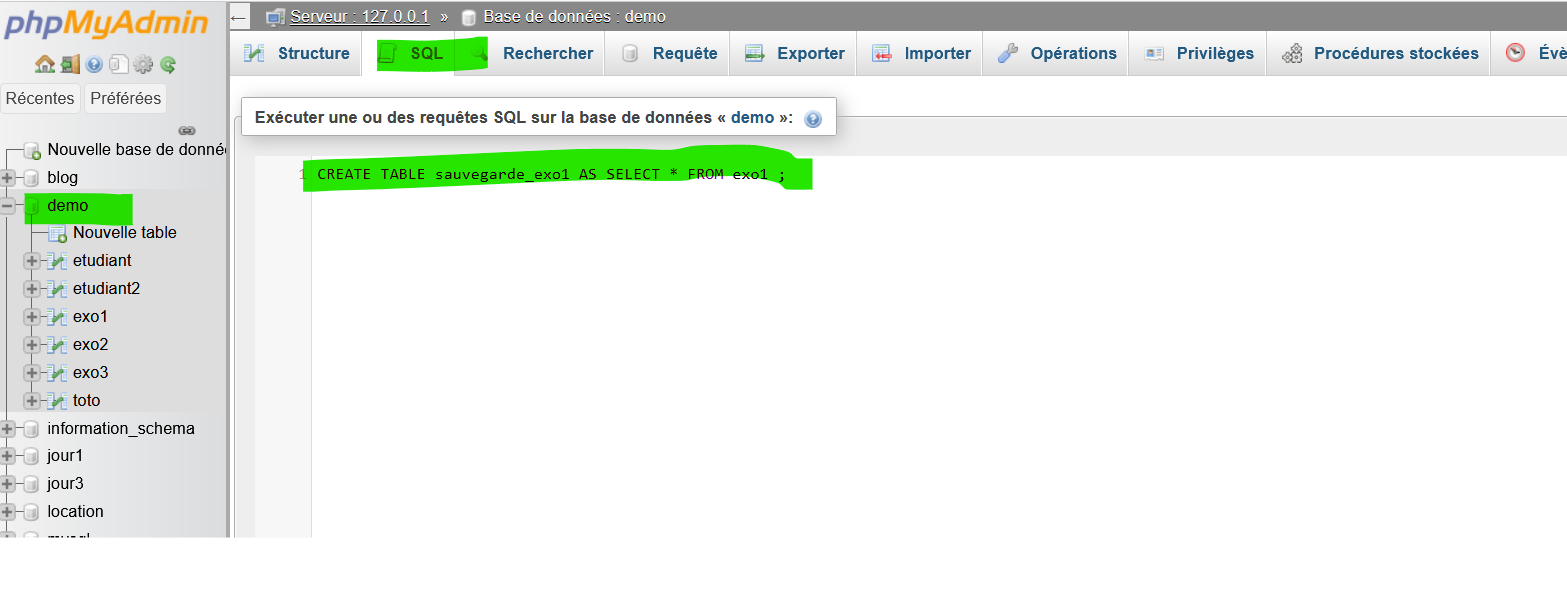 phpMyAdmin
Récentes
Préférées
Nouvelle base de donné
blog
demo
Nouvelle table
etudiant
etudiant2
exo1
exo2
exo3
toto
information_schema
jour1
jour3
location
← Serveur : 127.0.0.1 » Base de données : demo
Structure SQL Rechercher Requête Exporter Importer Opérations Privilèges Procédures stockées Évè
Exécuter une ou des requêtes SQL sur la base de données « demo »:
1 CREATE TABLE sauvegarde_exo1 AS SELECT * FROM exo1 ;